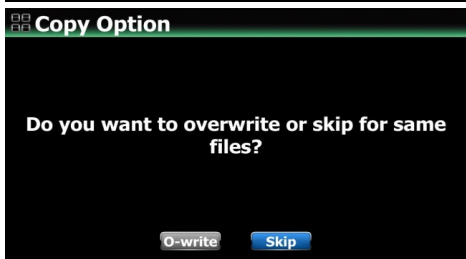 Copy Option
Do you want to overwrite or skip for same
files?
O-write
Skip